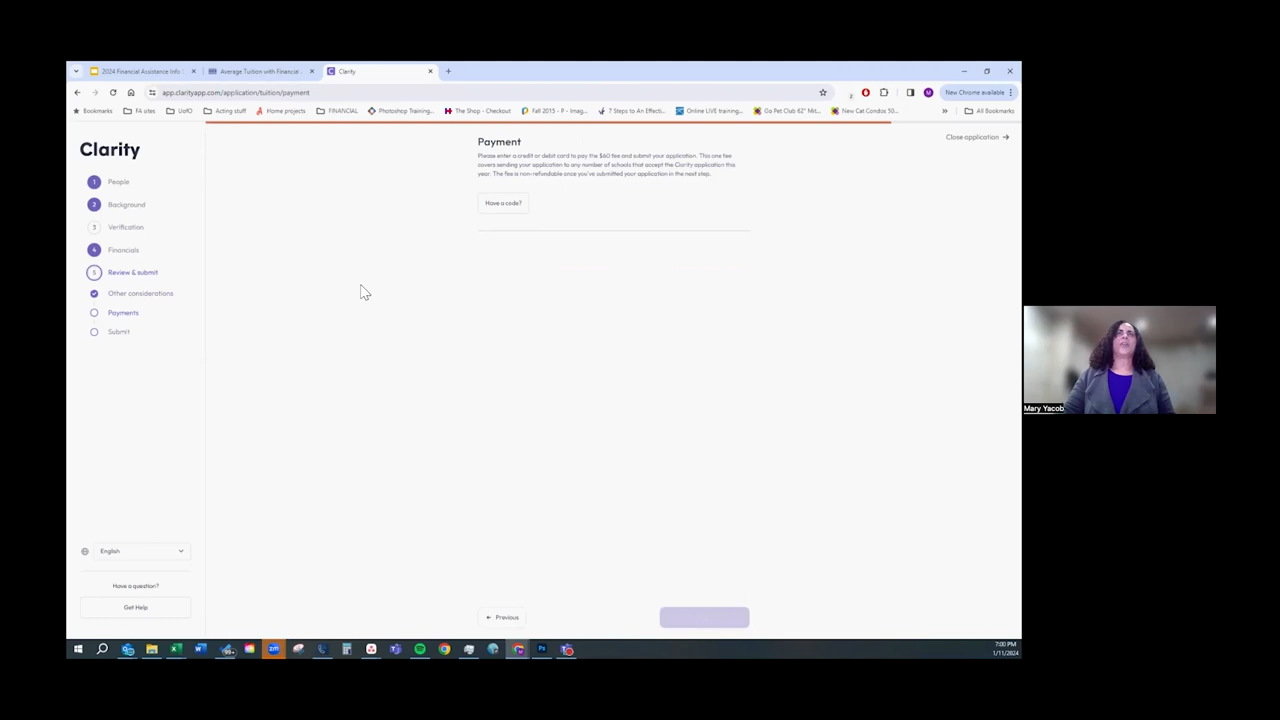 2024 Financial Assistance Info S
Average Tuition with Financial
Clarity
app.clarityapp.com/application/tuition/payment
New Chrome available
Bookmarks
FA sites
UofO
Acting stuff
Home projects
FINANCIAL
Photoshop Training...
The Shop - Checkout
Fall 2015 - P - Imag...
7 Steps to An Effecti...
Online LIVE training...
Go Pet Club 62" Mit...
New Cat Condos 50...
All Bookmarks
Clarity
1 People
2 Background
3 Verification
4 Financials
5 Review & submit
Other considerations
Payments
Submit
English
Have a question?
Get Help
Close application
Payment
Please enter a credit or debit card to pay the $60 fee and submit your application. This one fee
covers sending your application to any number of schools that accept the Clarity application this
year. The fee is non-refundable once you've submitted your application in the next step.
Have a code?
Previous
Mary Yacob
zm
Ps
7:00 PM
1/11/2024